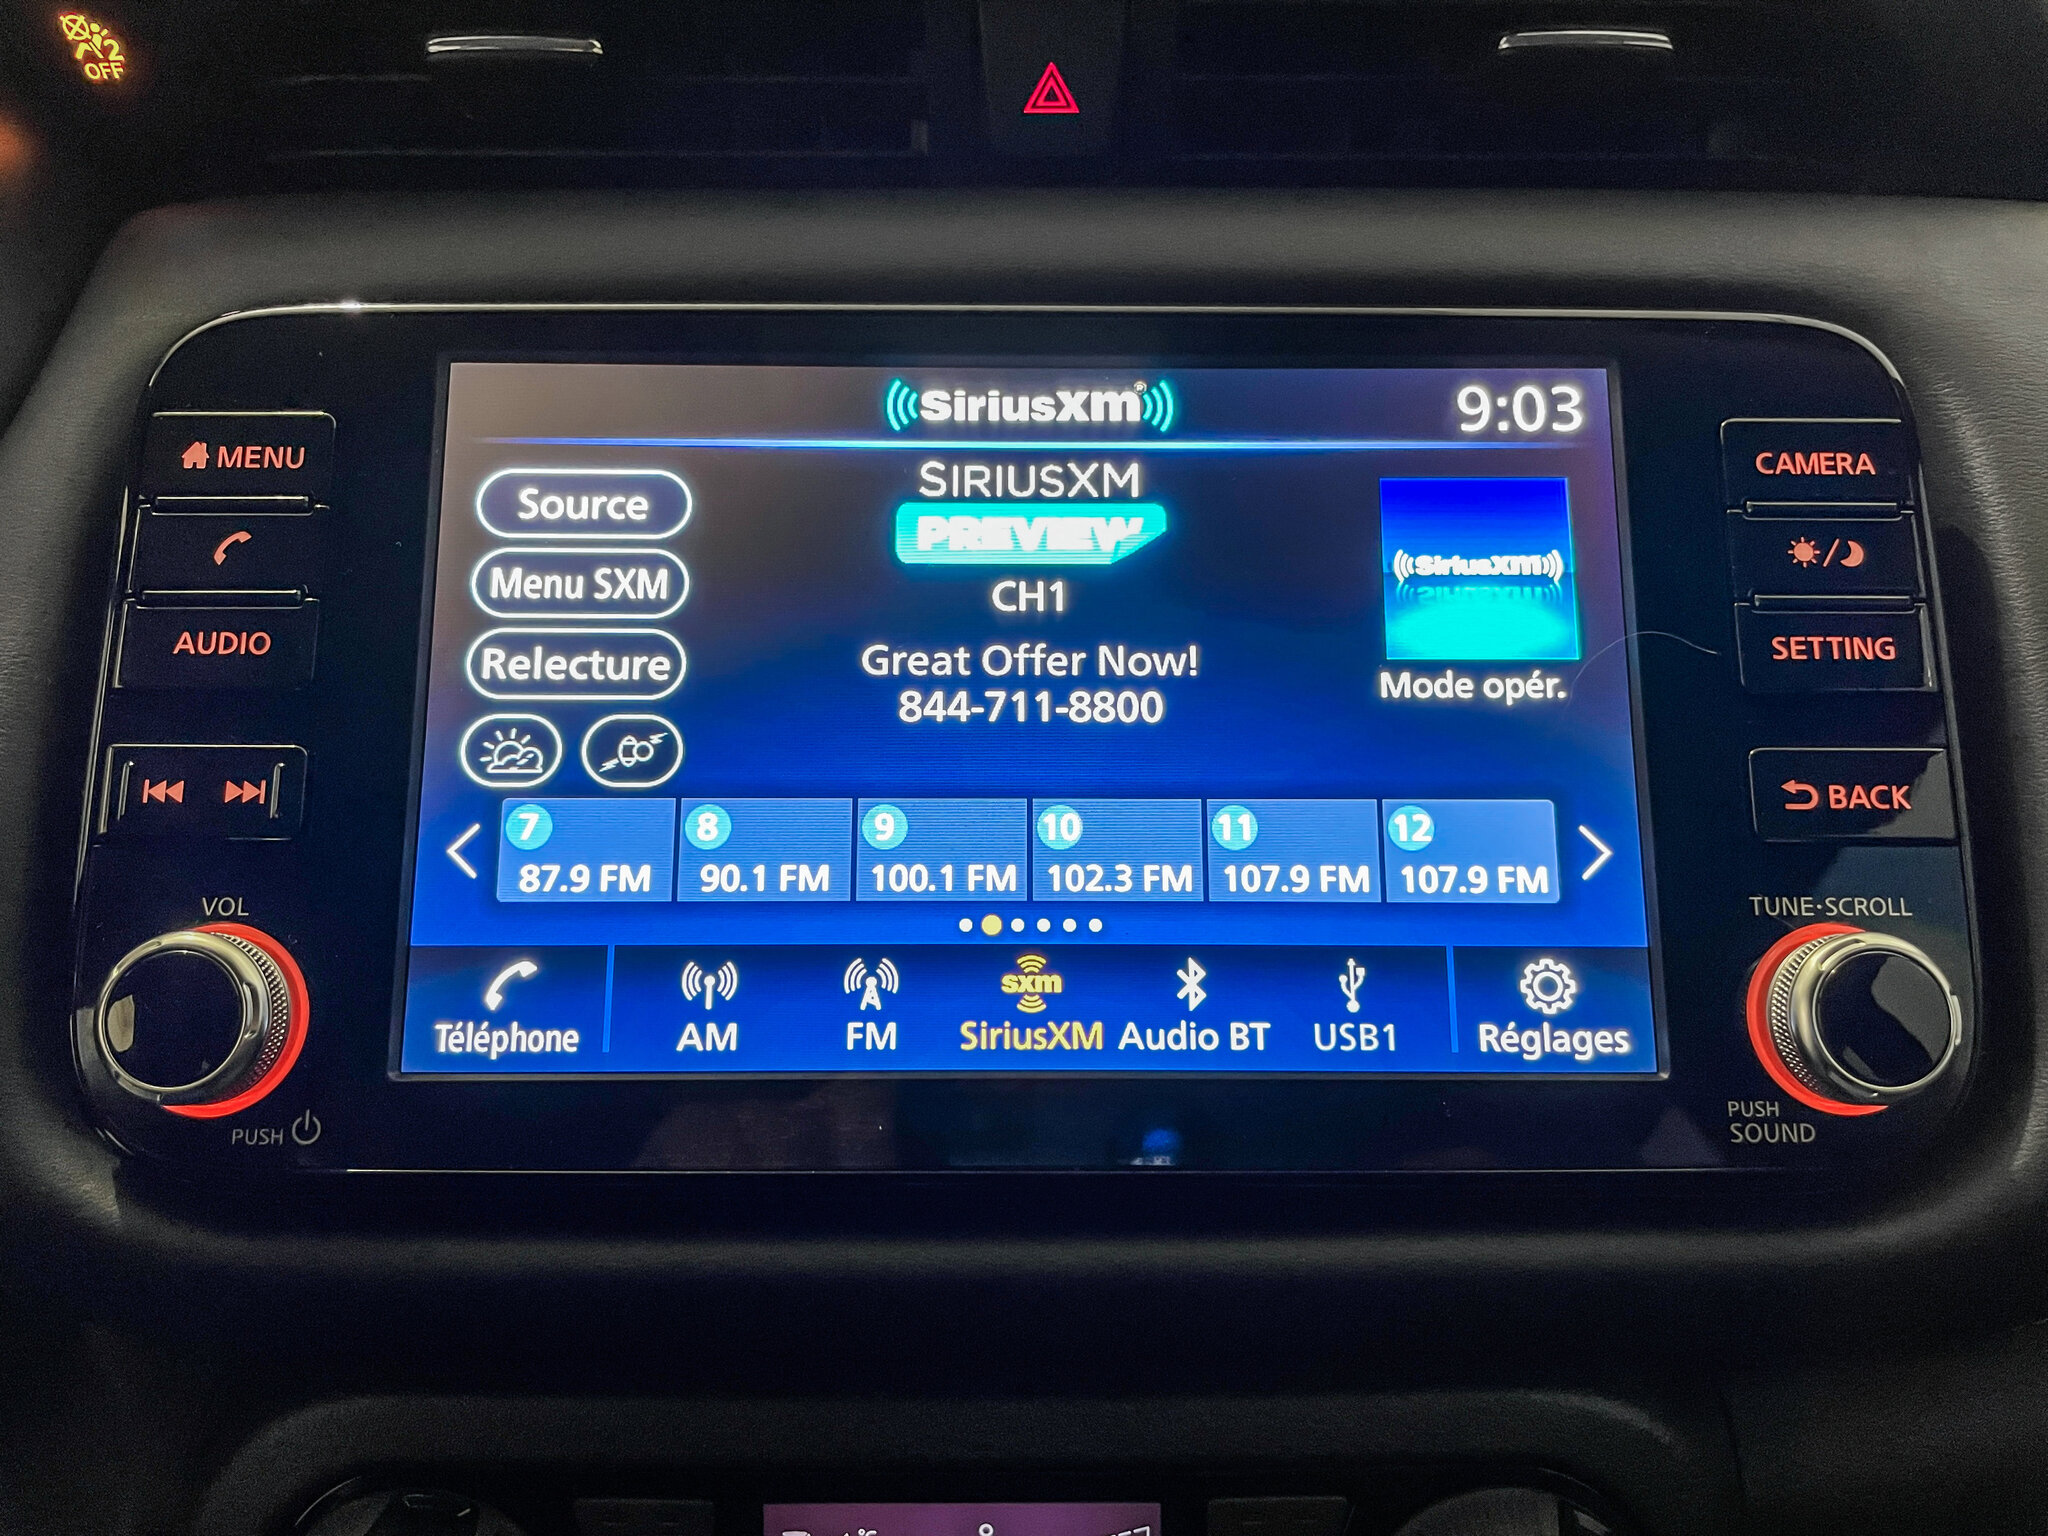 2
OFF
SiriusXM®
9:03
MENU
AUDIO
VOL
PUSH
Source
Menu SXM
Relecture
SIRIUSXM
PREVIEW
CH1
Great Offer Now!
844-711-8800
SiriusXM
Mode opér.
7
87.9 FM
8
90.1 FM
9
100.1 FM
10
102.3 FM
11
107.9 FM
12
107.9 FM
Téléphone
AM
FM
sxm
SiriusXM
Audio BT
USB1
Réglages
CAMERA
SETTING
BACK
TUNE·SCROLL
PUSH
SOUND